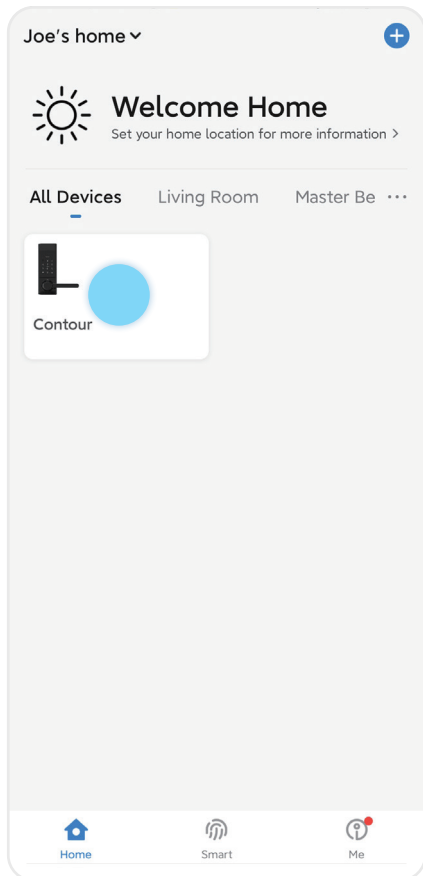 Joe's home
Welcome Home
Set your home location for more information >
All Devices Living Room Master Be ...
Contour
Home Smart Me